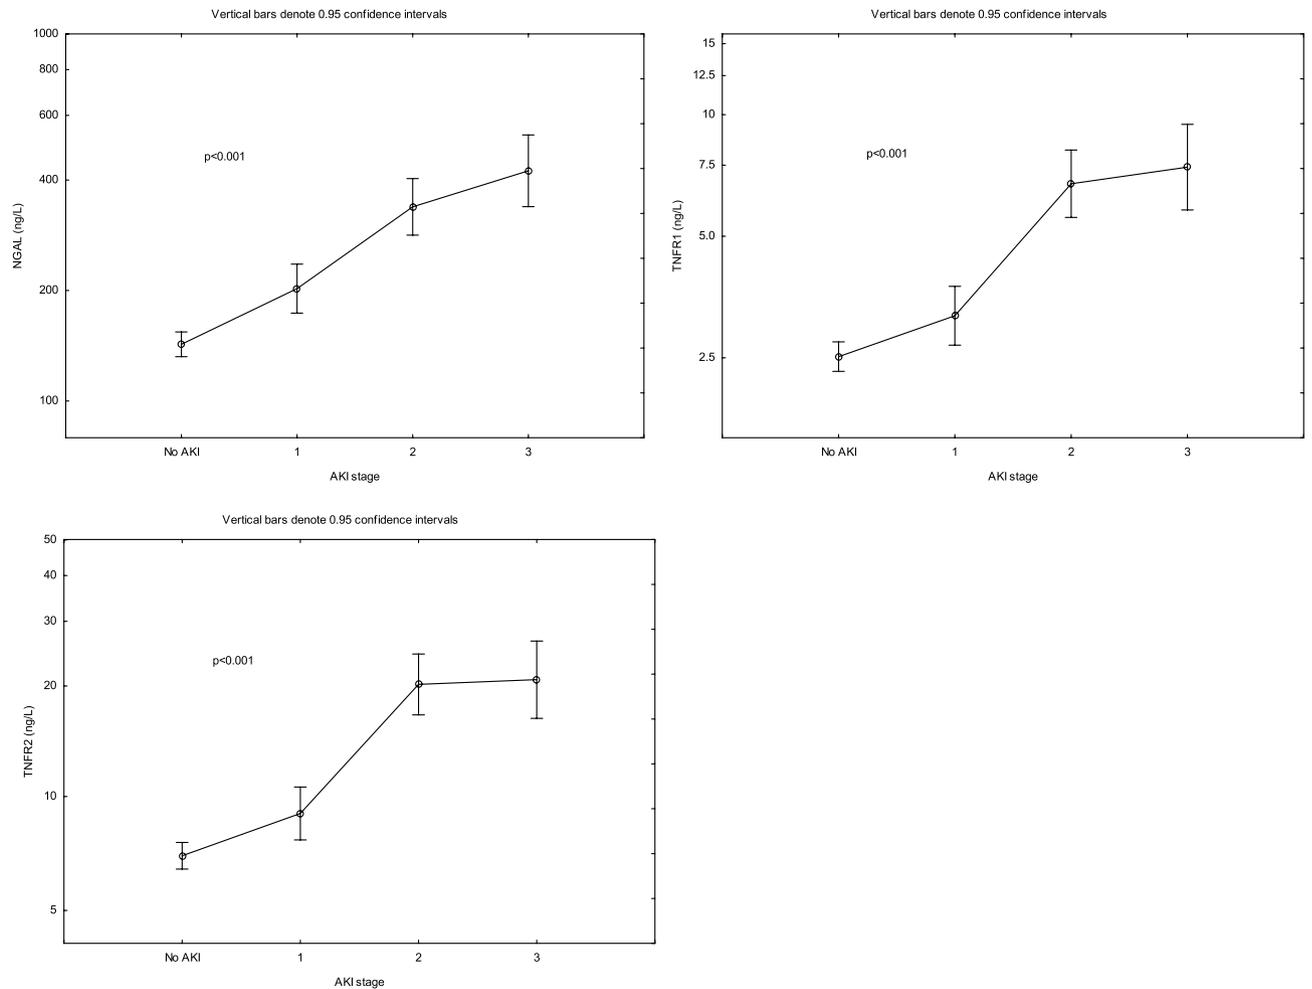 Vertical bars denote 0.95 confidence intervals
1000
800
600
400
200
100
NGAL (ng/L)
p<0.001
No AKI 1 2 3
AKI stage
Vertical bars denote 0.95 confidence intervals
15
12.5
10
7.5
5.0
2.5
TNFR1 (ng/L)
p<0.001
No AKI 1 2 3
AKI stage
Vertical bars denote 0.95 confidence intervals
50
40
30
20
10
5
TNFR2 (ng/L)
p<0.001
No AKI 1 2 3
AKI stage